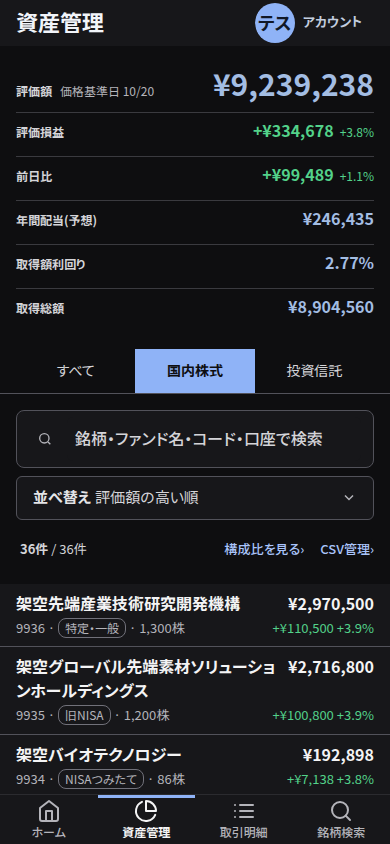 資産管理
テス アカウント
評価額 価格基準日 10/20 ¥9,239,238
評価損益 +¥334,678 +3.8%
前日比 +¥99,489 +1.1%
年間配当(予想) ¥246,435
取得額利回り 2.77%
取得総額 ¥8,904,560
すべて 国内株式 投資信託
銘柄・ファンド名・コード・口座で検索
並べ替え 評価額の高い順
36件 / 36件 構成比を見る› CSV管理›
架空先端産業技術研究開発機構 ¥2,970,500
9936 · 特定・一般 · 1,300株 +¥110,500 +3.9%
架空グローバル先端素材ソリューショ ¥2,716,800
ンホールディングス
9935 · 旧NISA · 1,200株 +¥100,800 +3.9%
架空バイオテクノロジー ¥192,898
9934 · NISAつみたて · 86株 +¥7,138 +3.8%
ホーム 資産管理 取引明細 銘柄検索